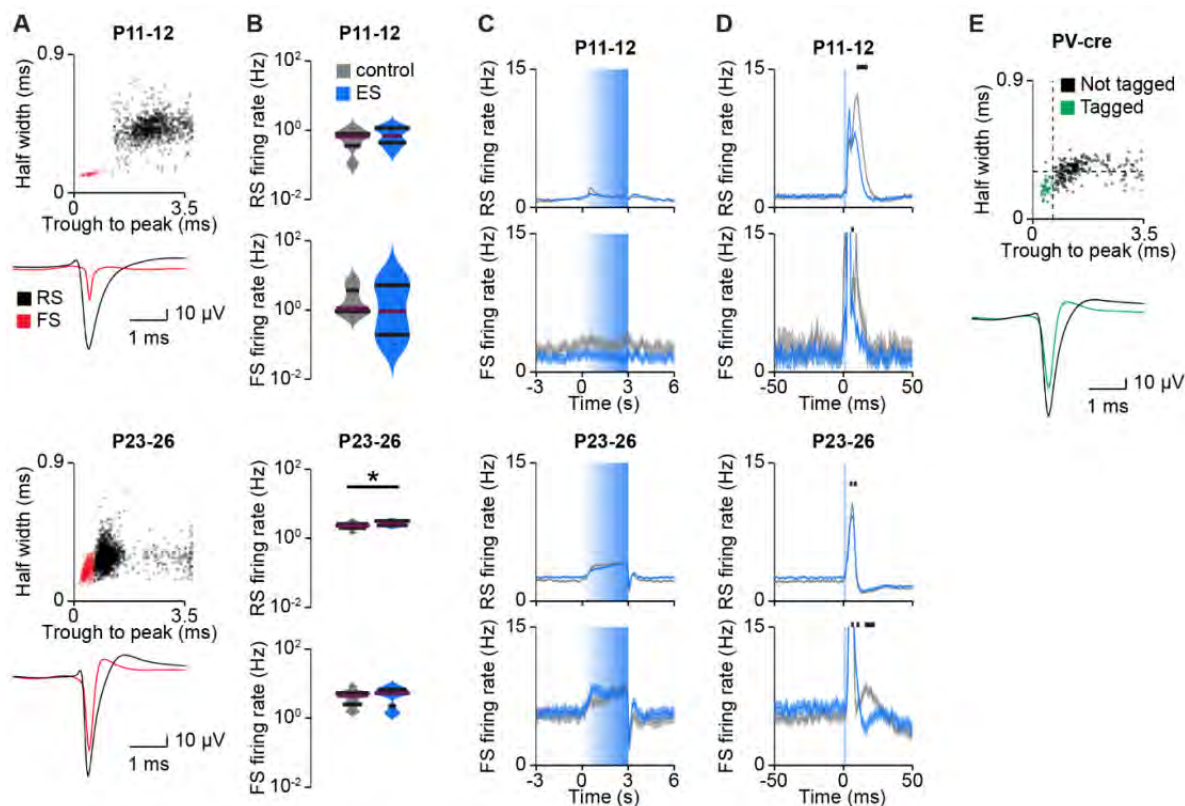 A
P11-12
0.9
Half width (ms)
0
0
3.5
Trough to peak (ms)
RS
FS
10 µV
1 ms
P23-26
0.9
Half width (ms)
0
0
3.5
Trough to peak (ms)
10 µV
1 ms
B
P11-12
control
ES
10²
10⁰
10⁻²
RS firing rate (Hz)
10²
10⁰
10⁻²
FS firing rate (Hz)
P23-26
*
10²
10⁰
10⁻²
RS firing rate (Hz)
10²
10⁰
10⁻²
FS firing rate (Hz)
C
P11-12
15
RS firing rate (Hz)
0
15
FS firing rate (Hz)
0
-3 0 3 6
Time (s)
P23-26
15
RS firing rate (Hz)
0
15
FS firing rate (Hz)
0
-3 0 3 6
Time (s)
D
P11-12
15
RS firing rate (Hz)
0
15
FS firing rate (Hz)
0
-50 0 50
Time (ms)
P23-26
15
RS firing rate (Hz)
0
15
FS firing rate (Hz)
0
-50 0 50
Time (ms)
E
PV-cre
0.9
Not tagged
Tagged
Half width (ms)
0
0
3.5
Trough to peak (ms)
10 µV
1 ms